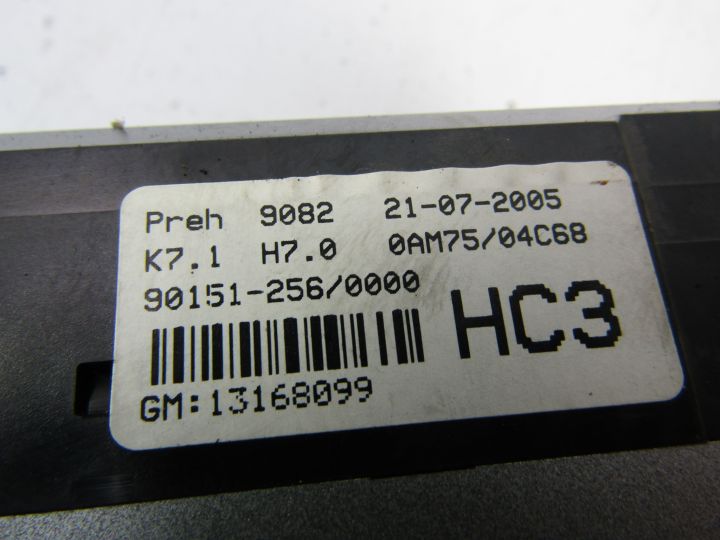 Preh 9082 21-07-2005
K7.1 H7.0 0AM75/04C68
90151-256/0000
HC3
GM:13168099